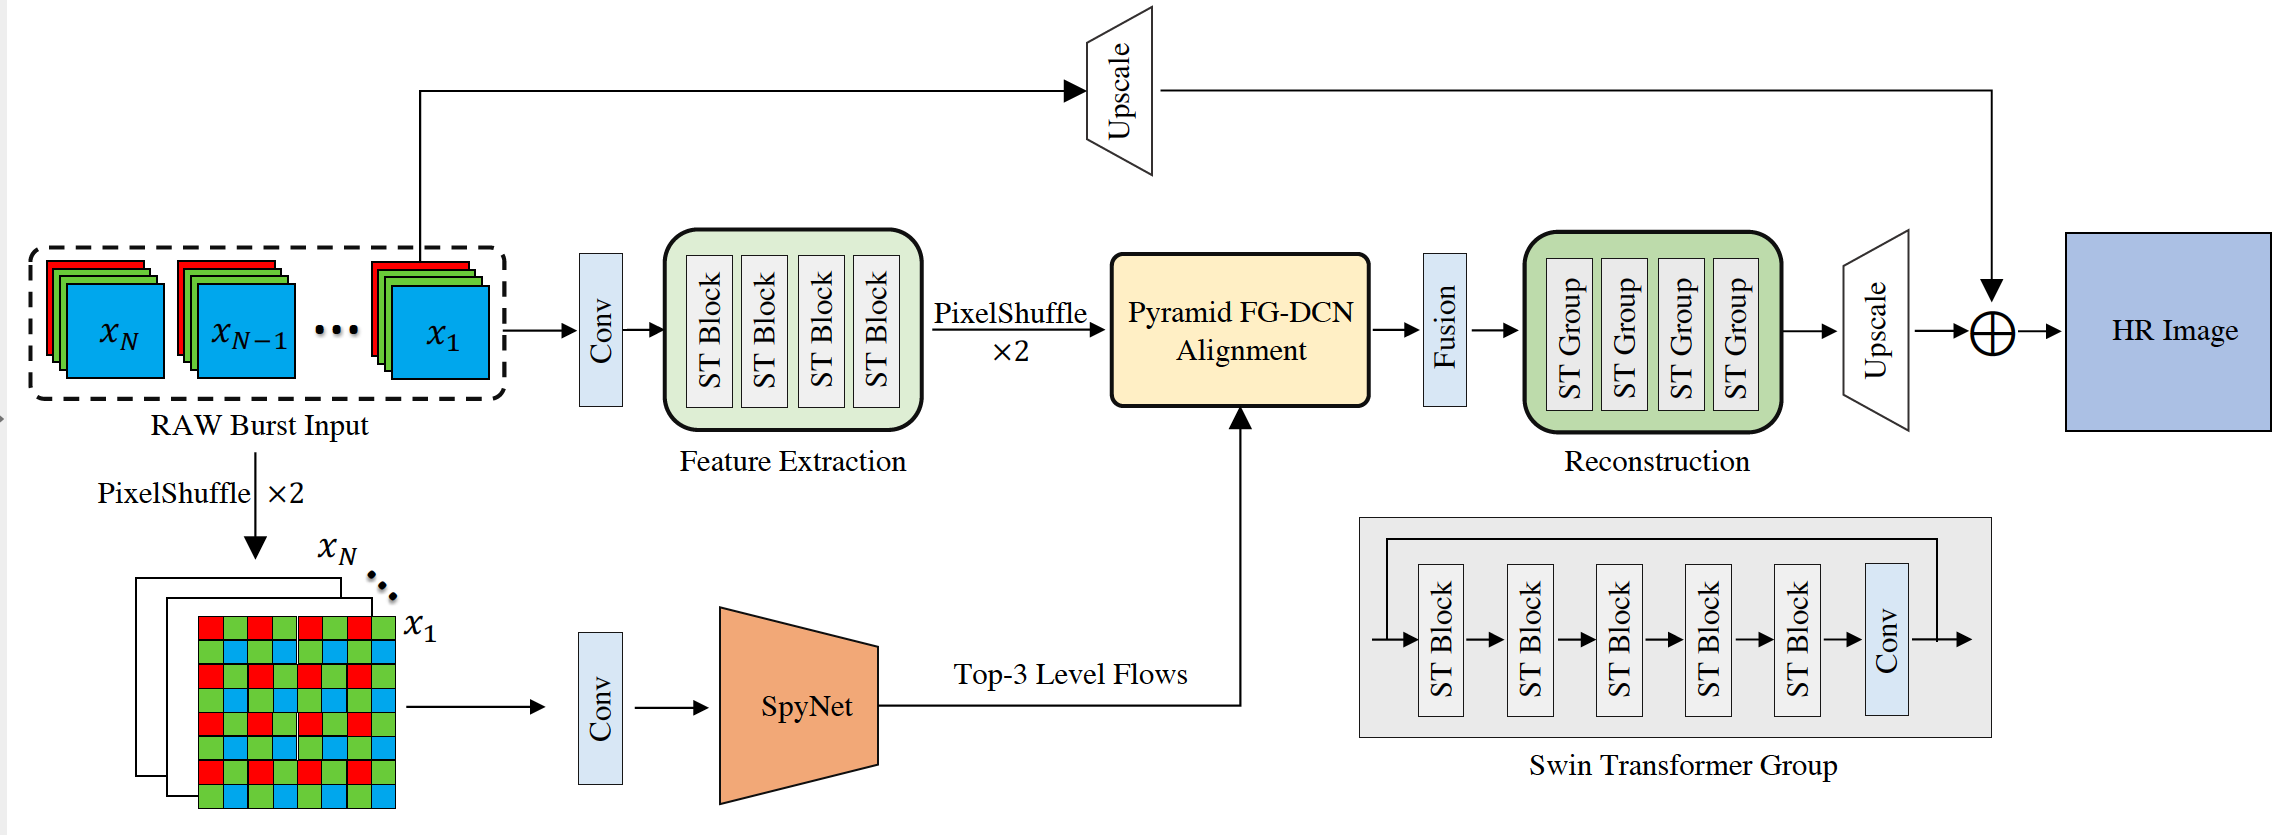 Upscale
x_N
x_{N−1}
•••
x_1
RAW Burst Input
Conv
ST Block
ST Block
ST Block
ST Block
Feature Extraction
PixelShuffle
×2
Pyramid FG-DCN
Alignment
Fusion
ST Group
ST Group
ST Group
ST Group
Reconstruction
Upscale
HR Image
PixelShuffle ×2
x_N
x_1
Conv
SpyNet
Top-3 Level Flows
ST Block
ST Block
ST Block
ST Block
ST Block
Conv
Swin Transformer Group